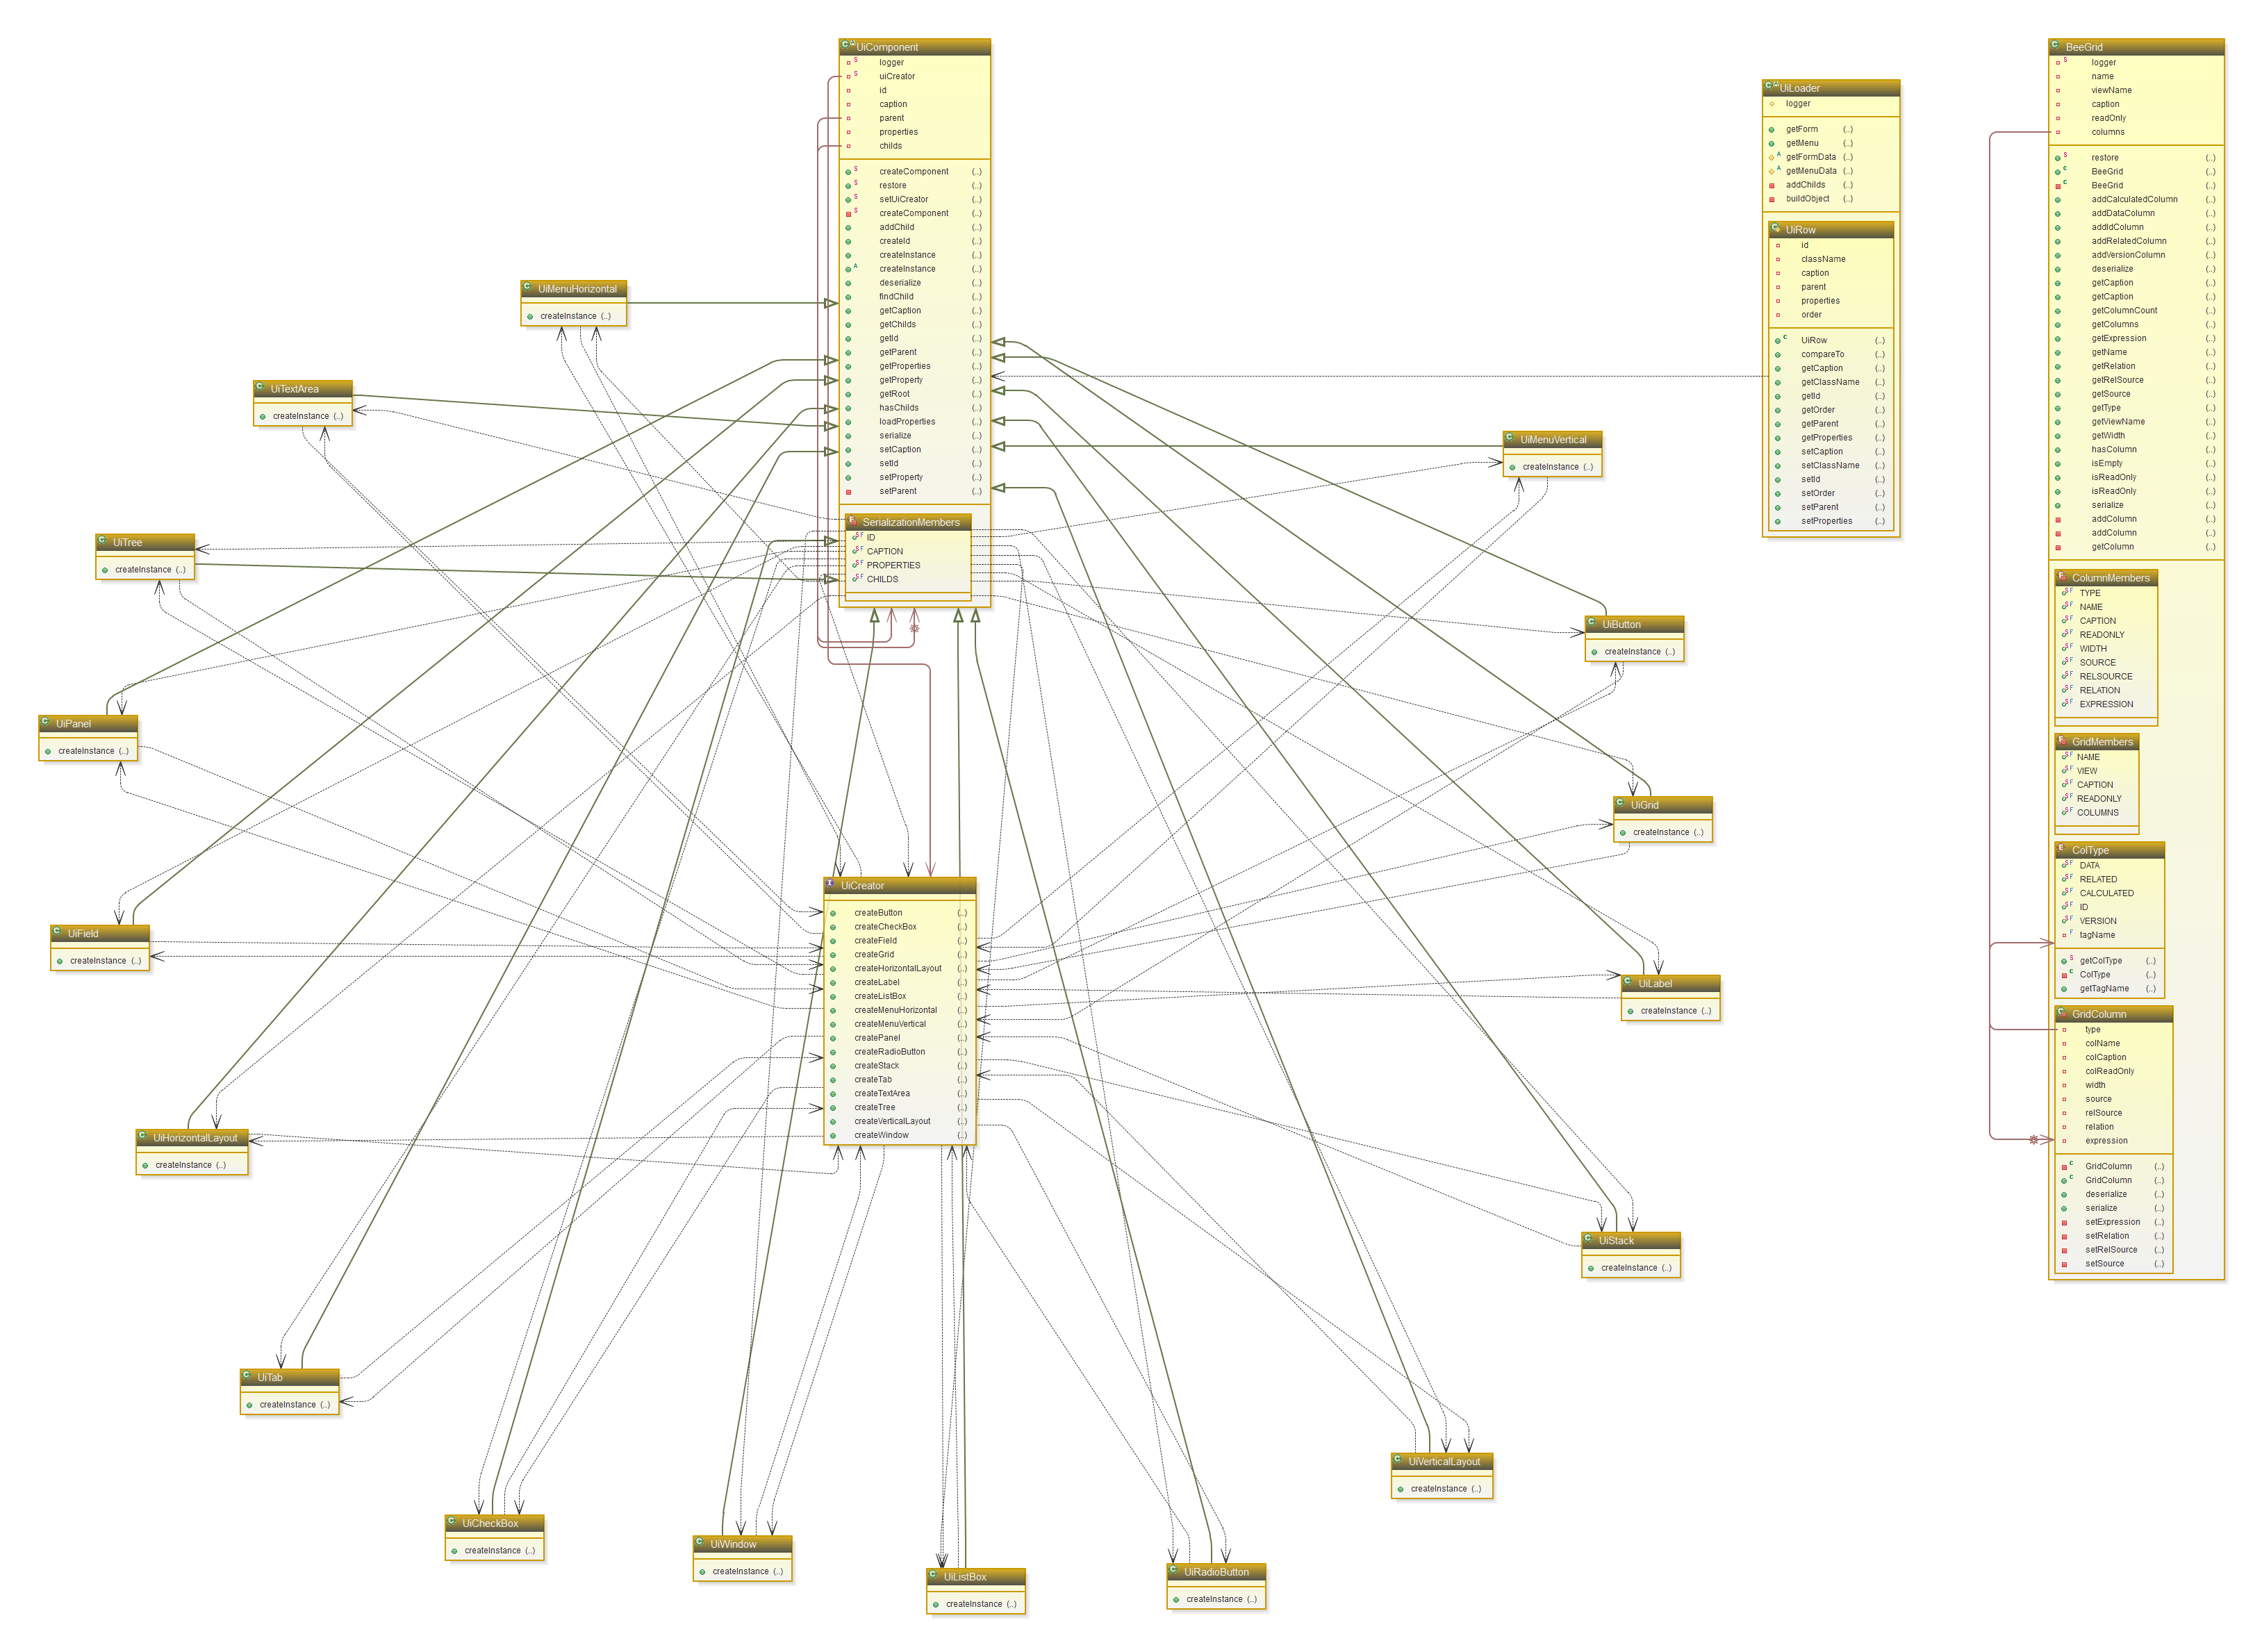 UiComponent
logger
uiCreator
id
caption
parent
properties
childs
createComponent (..)
restore (..)
setUiCreator (..)
createComponent (..)
addChild (..)
createId (..)
createInstance (..)
createInstance (..)
deserialize (..)
findChild (..)
getCaption (..)
getChilds (..)
getId (..)
getParent (..)
getProperties (..)
getProperty (..)
getRoot (..)
hasChilds (..)
loadProperties (..)
serialize (..)
setCaption (..)
setId (..)
setProperty (..)
setParent (..)
SerializationMembers
ID
CAPTION
PROPERTIES
CHILDS
UiLoader
logger
getForm (..)
getMenu (..)
getFormData (..)
getMenuData (..)
addChilds (..)
buildObject (..)
UiRow
id
className
caption
parent
properties
order
UiRow (..)
compareTo (..)
getCaption (..)
getClassName (..)
getId (..)
getOrder (..)
getParent (..)
getProperties (..)
setCaption (..)
setClassName (..)
setId (..)
setOrder (..)
setParent (..)
setProperties (..)
BeeGrid
logger
name
viewName
caption
readOnly
columns
restore (..)
BeeGrid (..)
BeeGrid (..)
addCalculatedColumn (..)
addDataColumn (..)
addIdColumn (..)
addRelatedColumn (..)
addVersionColumn (..)
deserialize (..)
getCaption (..)
getCaption (..)
getColumnCount (..)
getColumns (..)
getExpression (..)
getName (..)
getRelation (..)
getRelSource (..)
getSource (..)
getType (..)
getViewName (..)
getWidth (..)
hasColumn (..)
isEmpty (..)
isReadOnly (..)
isReadOnly (..)
serialize (..)
addColumn (..)
addColumn (..)
getColumn (..)
ColumnMembers
TYPE
NAME
CAPTION
READONLY
WIDTH
SOURCE
RELSOURCE
RELATION
EXPRESSION
GridMembers
NAME
VIEW
CAPTION
READONLY
COLUMNS
ColType
DATA
RELATED
CALCULATED
ID
VERSION
tagName
getColType (..)
ColType (..)
getTagName (..)
GridColumn
type
colName
colCaption
colReadOnly
width
source
relSource
relation
expression
GridColumn (..)
GridColumn (..)
deserialize (..)
serialize (..)
setExpression (..)
setRelation (..)
setRelSource (..)
setSource (..)
UiMenuHorizontal
createInstance (..)
UiTextArea
createInstance (..)
UiMenuVertical
createInstance (..)
UiTree
createInstance (..)
UiButton
createInstance (..)
UiPanel
createInstance (..)
UiGrid
createInstance (..)
UiCreator
createButton (..)
createCheckBox (..)
createField (..)
createGrid (..)
createHorizontalLayout (..)
createLabel (..)
createListBox (..)
createMenuHorizontal (..)
createMenuVertical (..)
createPanel (..)
createRadioButton (..)
createStack (..)
createTab (..)
createTextArea (..)
createTree (..)
createVerticalLayout (..)
createWindow (..)
UiField
createInstance (..)
UiLabel
createInstance (..)
UiHorizontalLayout
createInstance (..)
UiStack
createInstance (..)
UiTab
createInstance (..)
UiVerticalLayout
createInstance (..)
UiCheckBox
createInstance (..)
UiWindow
createInstance (..)
UiListBox
createInstance (..)
UiRadioButton
createInstance (..)